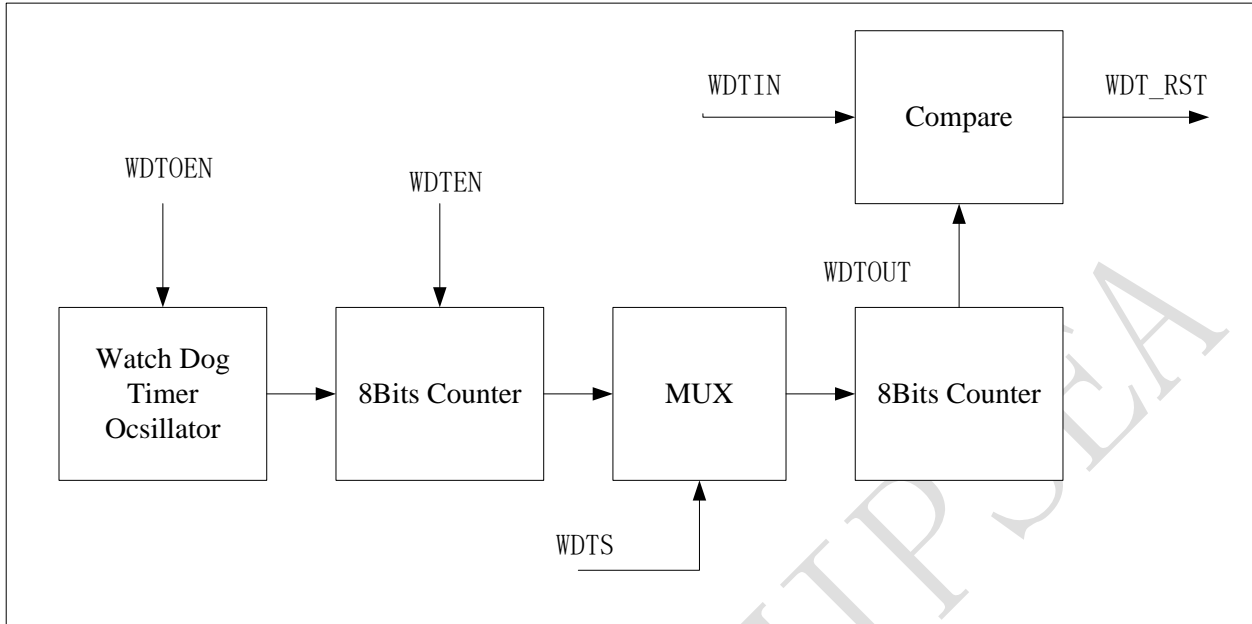 WDTIN
WDT_RST
Compare
WDTOEN
WDTEN
WDTOUT
Watch Dog
Timer
Ocsillator
8Bits Counter
MUX
8Bits Counter
WDTS